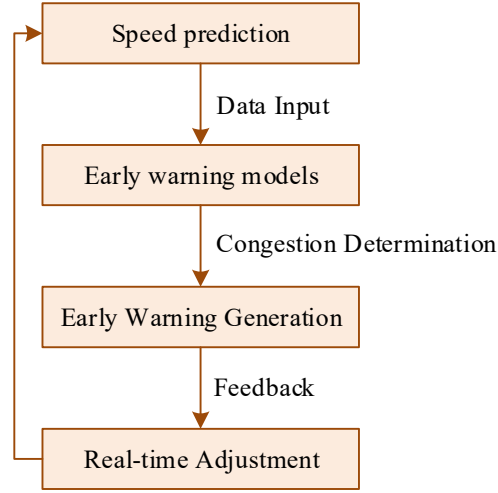 Speed prediction
Data Input
Early warning models
Congestion Determination
Early Warning Generation
Feedback
Real-time Adjustment